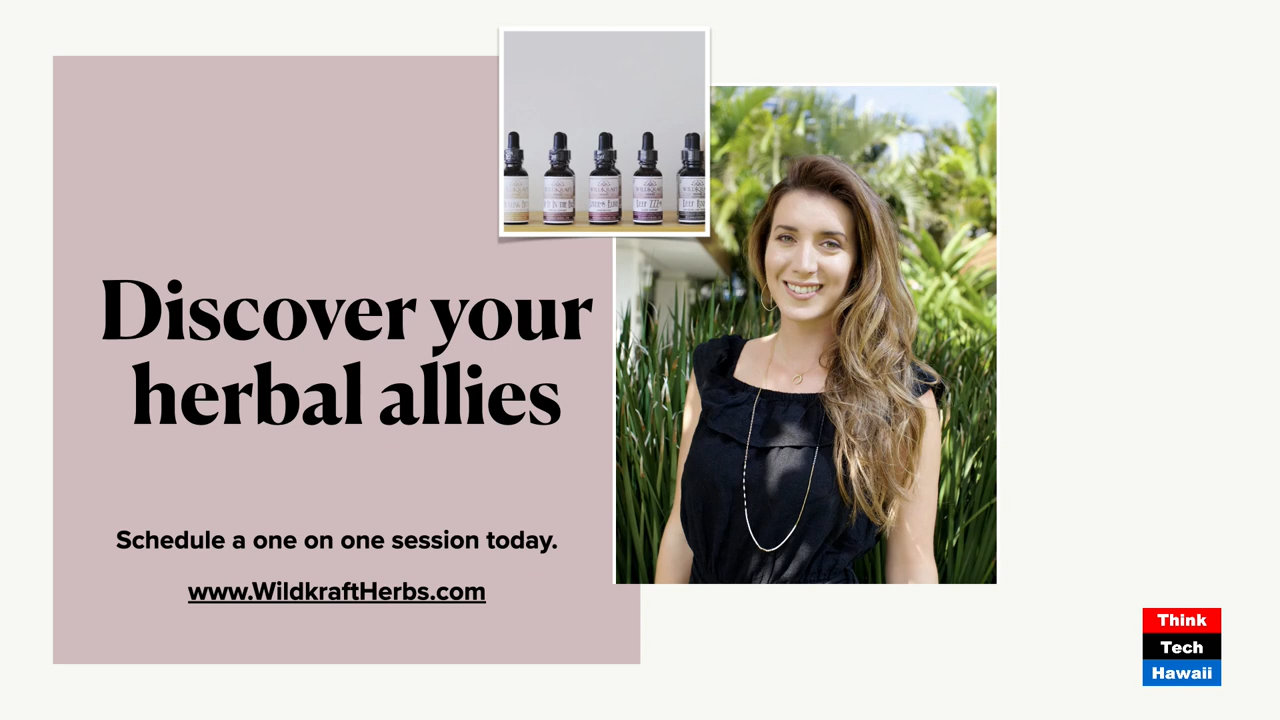 Discover your
herbal allies
Schedule a one on one session today.
www.WildkraftHerbs.com
Think
Tech
Hawaii